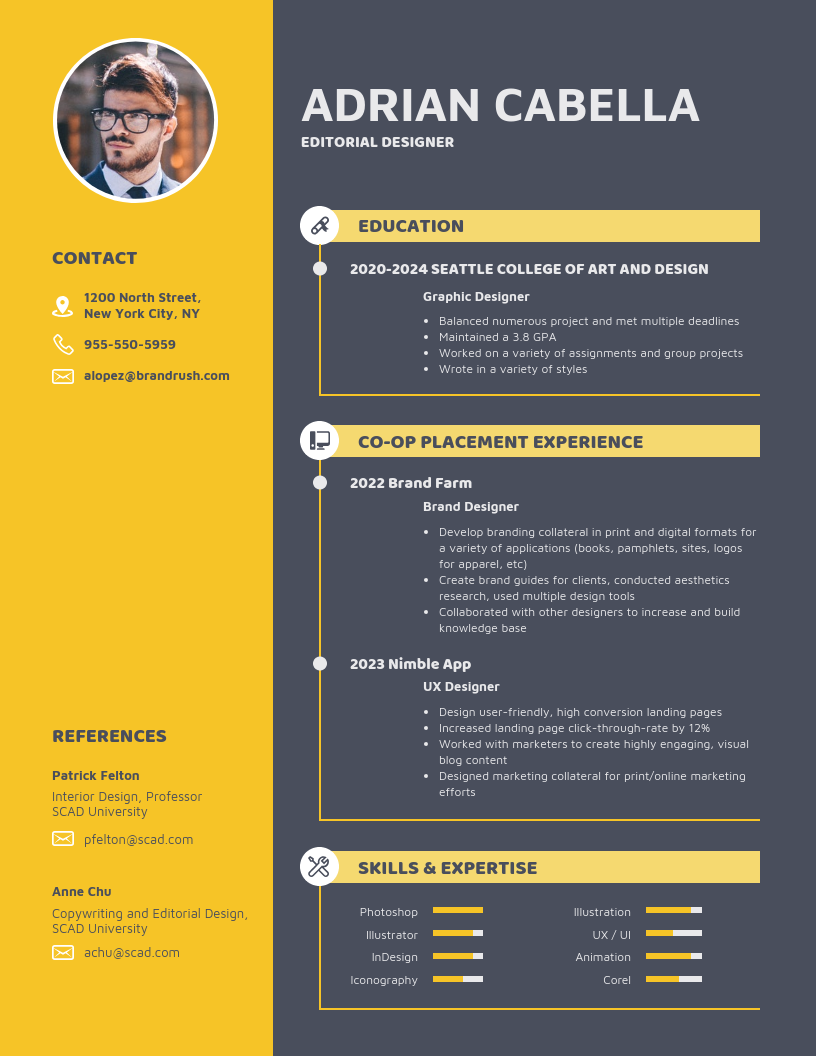 ADRIAN CABELLA
EDITORIAL DESIGNER
CONTACT
1200 North Street,
New York City, NY
955-550-5959
alopez@brandrush.com
REFERENCES
Patrick Felton
Interior Design, Professor
SCAD University
pfelton@scad.com
Anne Chu
Copywriting and Editorial Design,
SCAD University
achu@scad.com
EDUCATION
2020-2024 SEATTLE COLLEGE OF ART AND DESIGN
Graphic Designer
• Balanced numerous project and met multiple deadlines
• Maintained a 3.8 GPA
• Worked on a variety of assignments and group projects
• Wrote in a variety of styles
CO-OP PLACEMENT EXPERIENCE
2022 Brand Farm
Brand Designer
• Develop branding collateral in print and digital formats for
a variety of applications (books, pamphlets, sites, logos
for apparel, etc)
• Create brand guides for clients, conducted aesthetics
research, used multiple design tools
• Collaborated with other designers to increase and build
knowledge base
2023 Nimble App
UX Designer
• Design user-friendly, high conversion landing pages
• Increased landing page click-through-rate by 12%
• Worked with marketers to create highly engaging, visual
blog content
• Designed marketing collateral for print/online marketing
efforts
SKILLS & EXPERTISE
Photoshop
Illustrator
InDesign
Iconography
Illustration
UX / UI
Animation
Corel